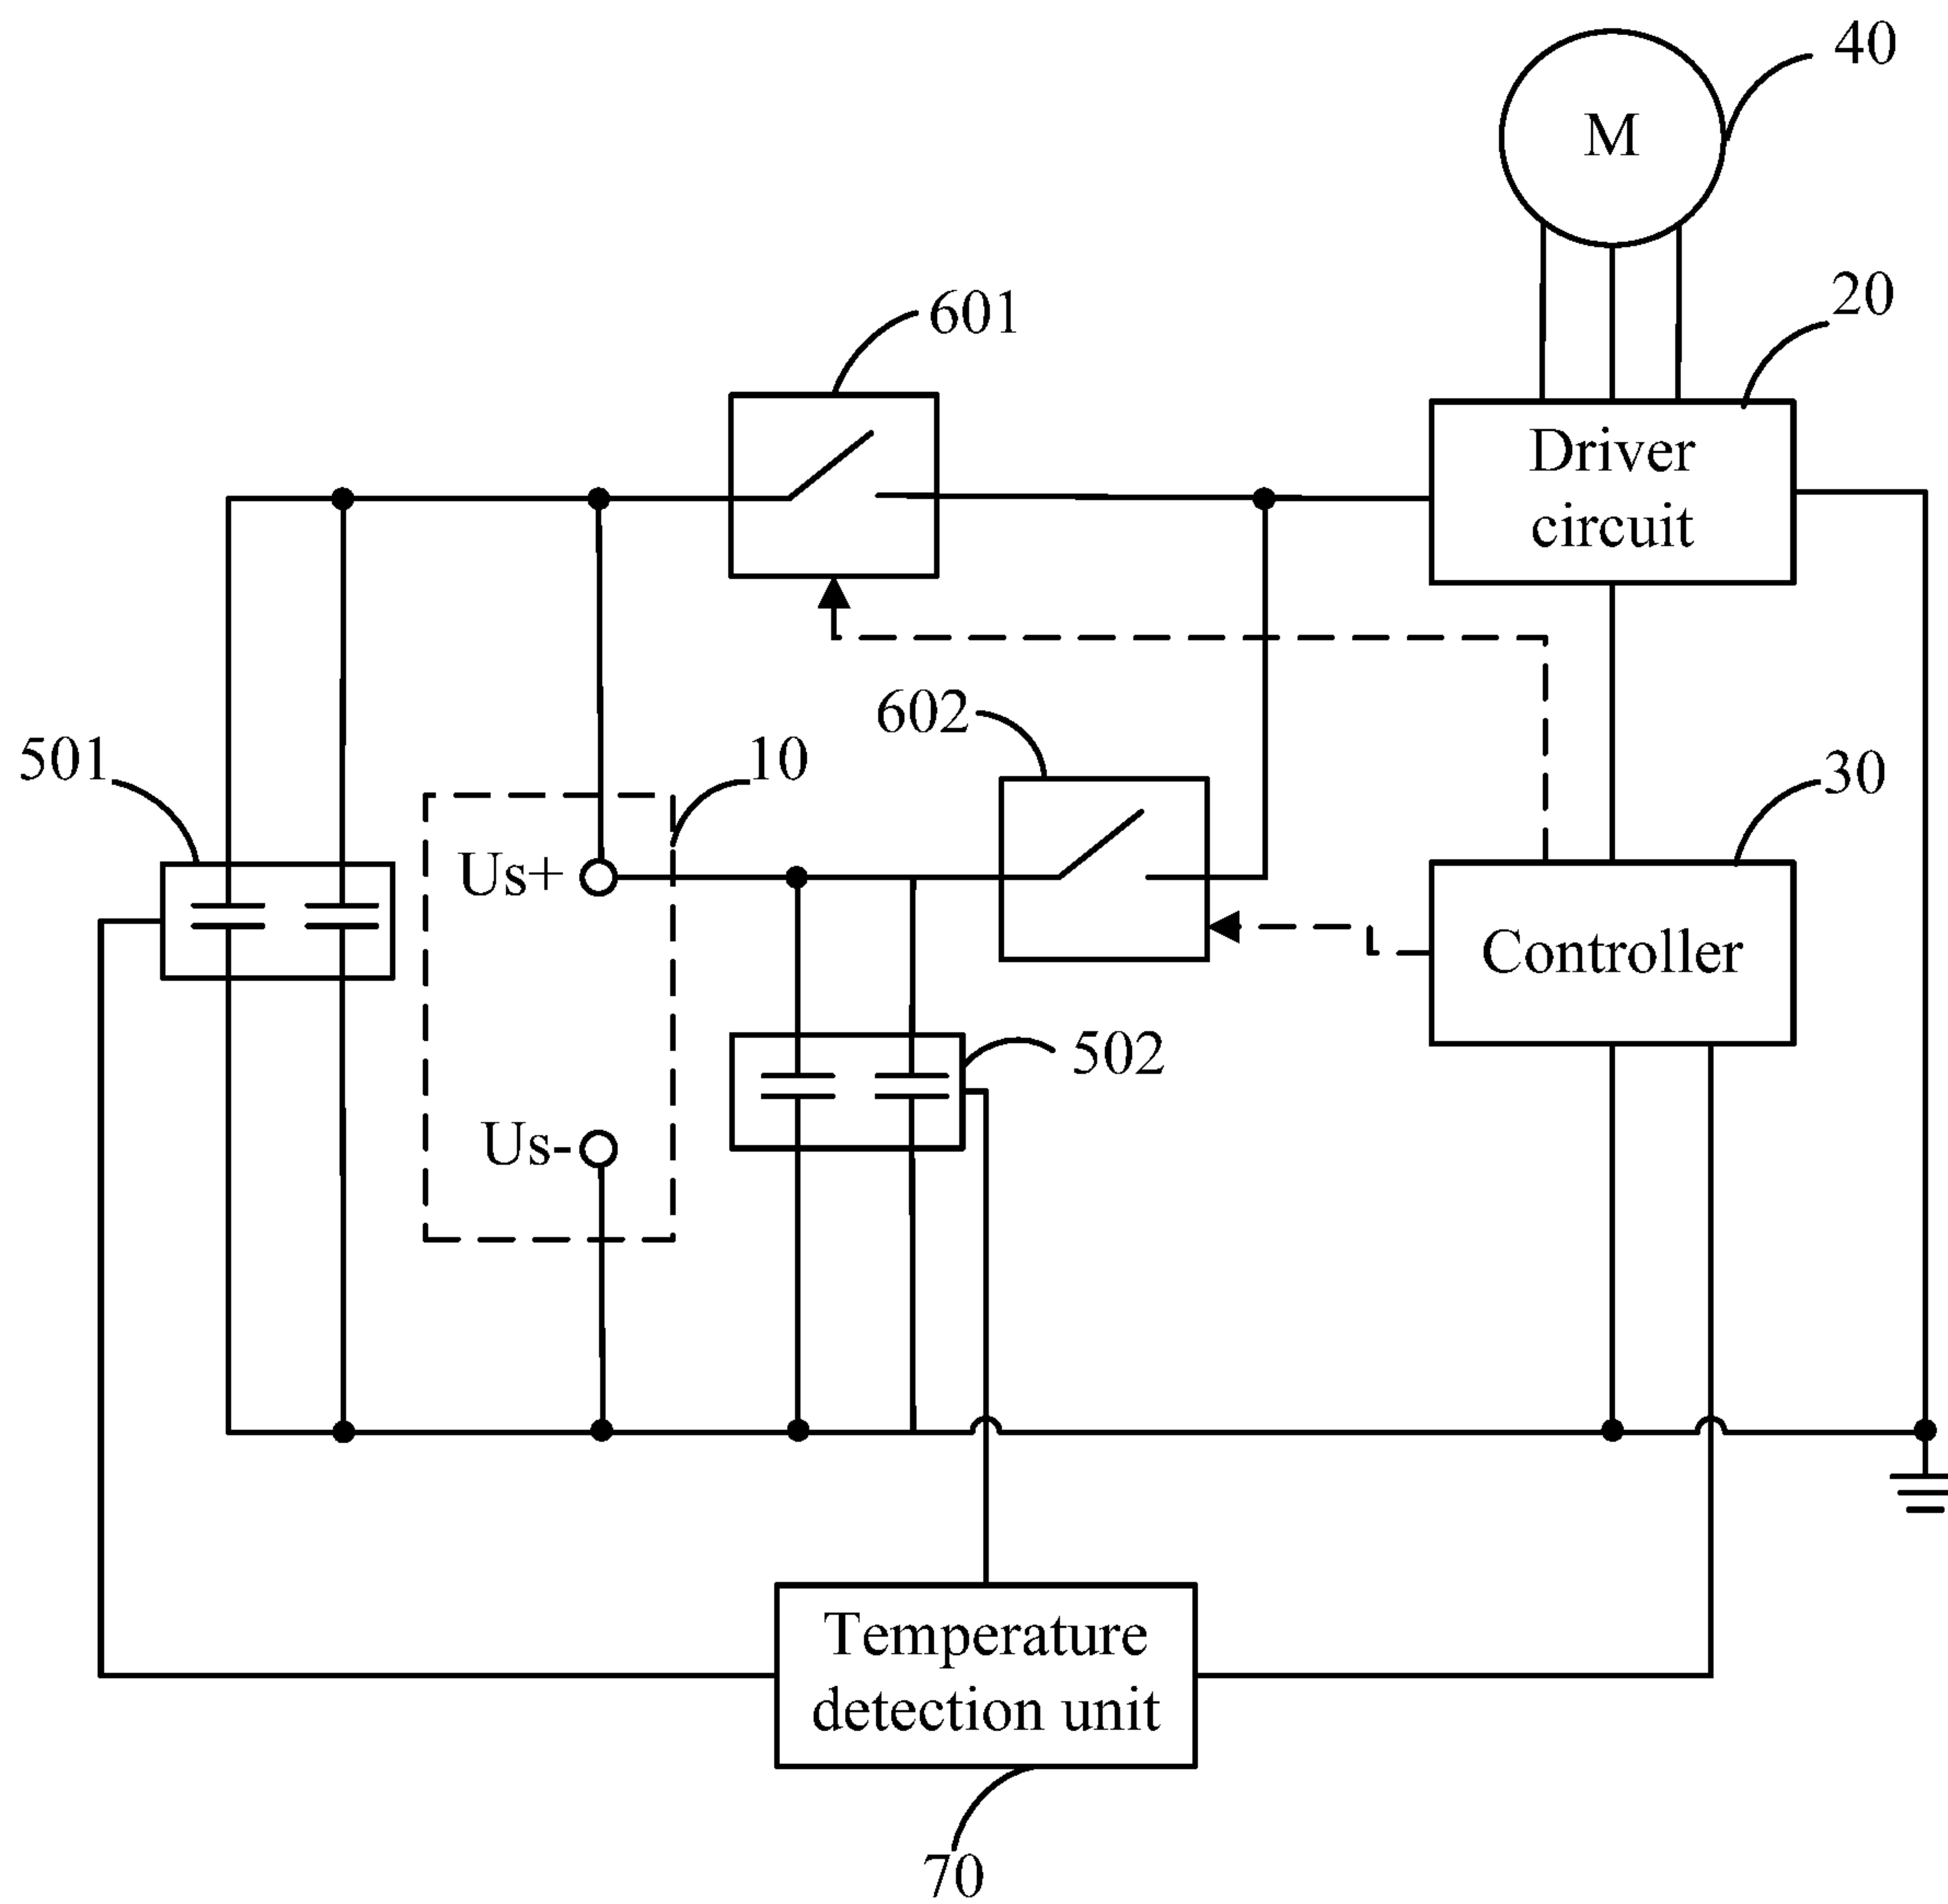 40
M
20
601
Driver
circuit
602
501
10
30
Us+
Controller
502
Us-
Temperature
detection unit
70